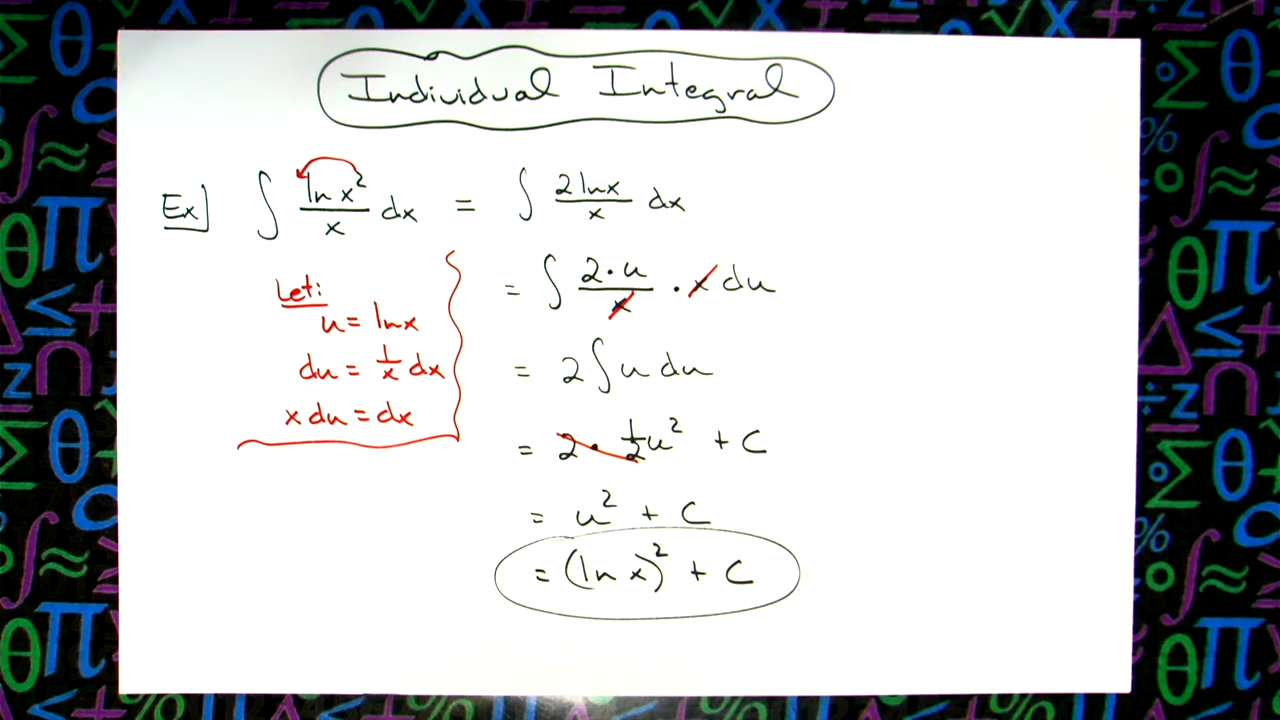 Individual Integral
Ex] ∫ ln x² / x dx = ∫ 2 ln x / x dx
Let:
u = ln x
du = 1/x dx
x du = dx
= ∫ 2 · u / x · x du
= 2 ∫ u du
= 2 · 1/2 u² + C
= u² + C
= (ln x)² + C